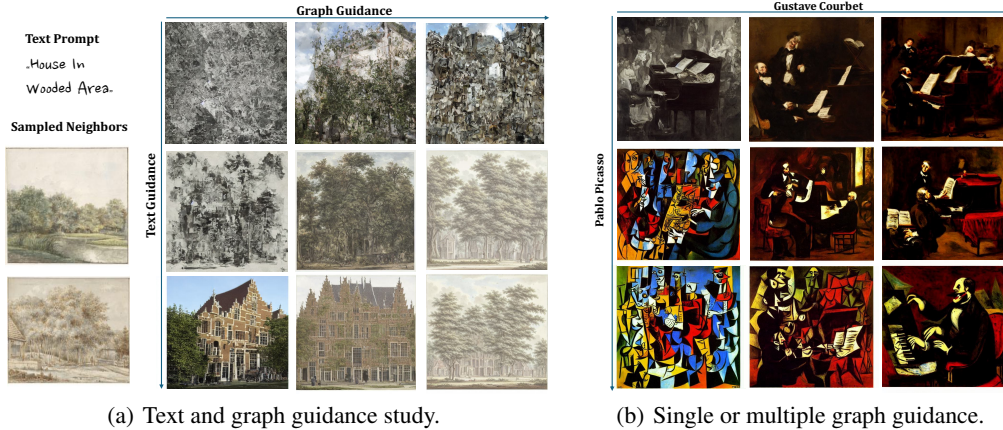 Graph Guidance
Text Prompt
„House In
Wooded Area„
Sampled Neighbors
Text Guidance
Gustave Courbet
Pablo Picasso
(a) Text and graph guidance study.
(b) Single or multiple graph guidance.